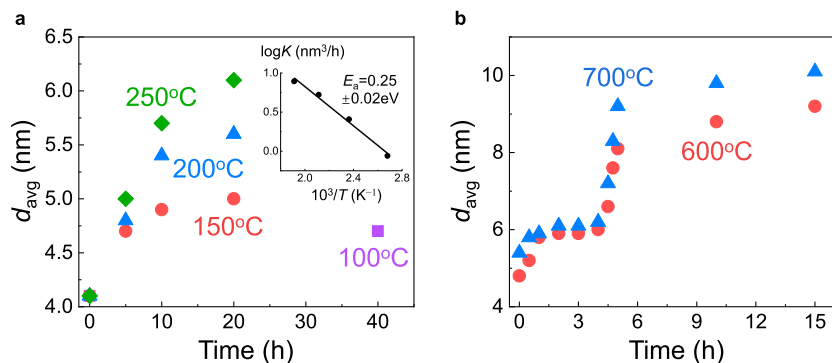 a
6.5
6.0
5.5
5.0
4.5
4.0
d_avg (nm)
0
10
20
30
40
Time (h)
250°C
200°C
150°C
100°C
logK (nm³/h)
1.0
0.5
0.0
2.0
2.4
2.8
10³/T (K⁻¹)
E_a=0.25
±0.02eV
b
10
8
6
4
d_avg (nm)
0
3
6
9
12
15
Time (h)
700°C
600°C